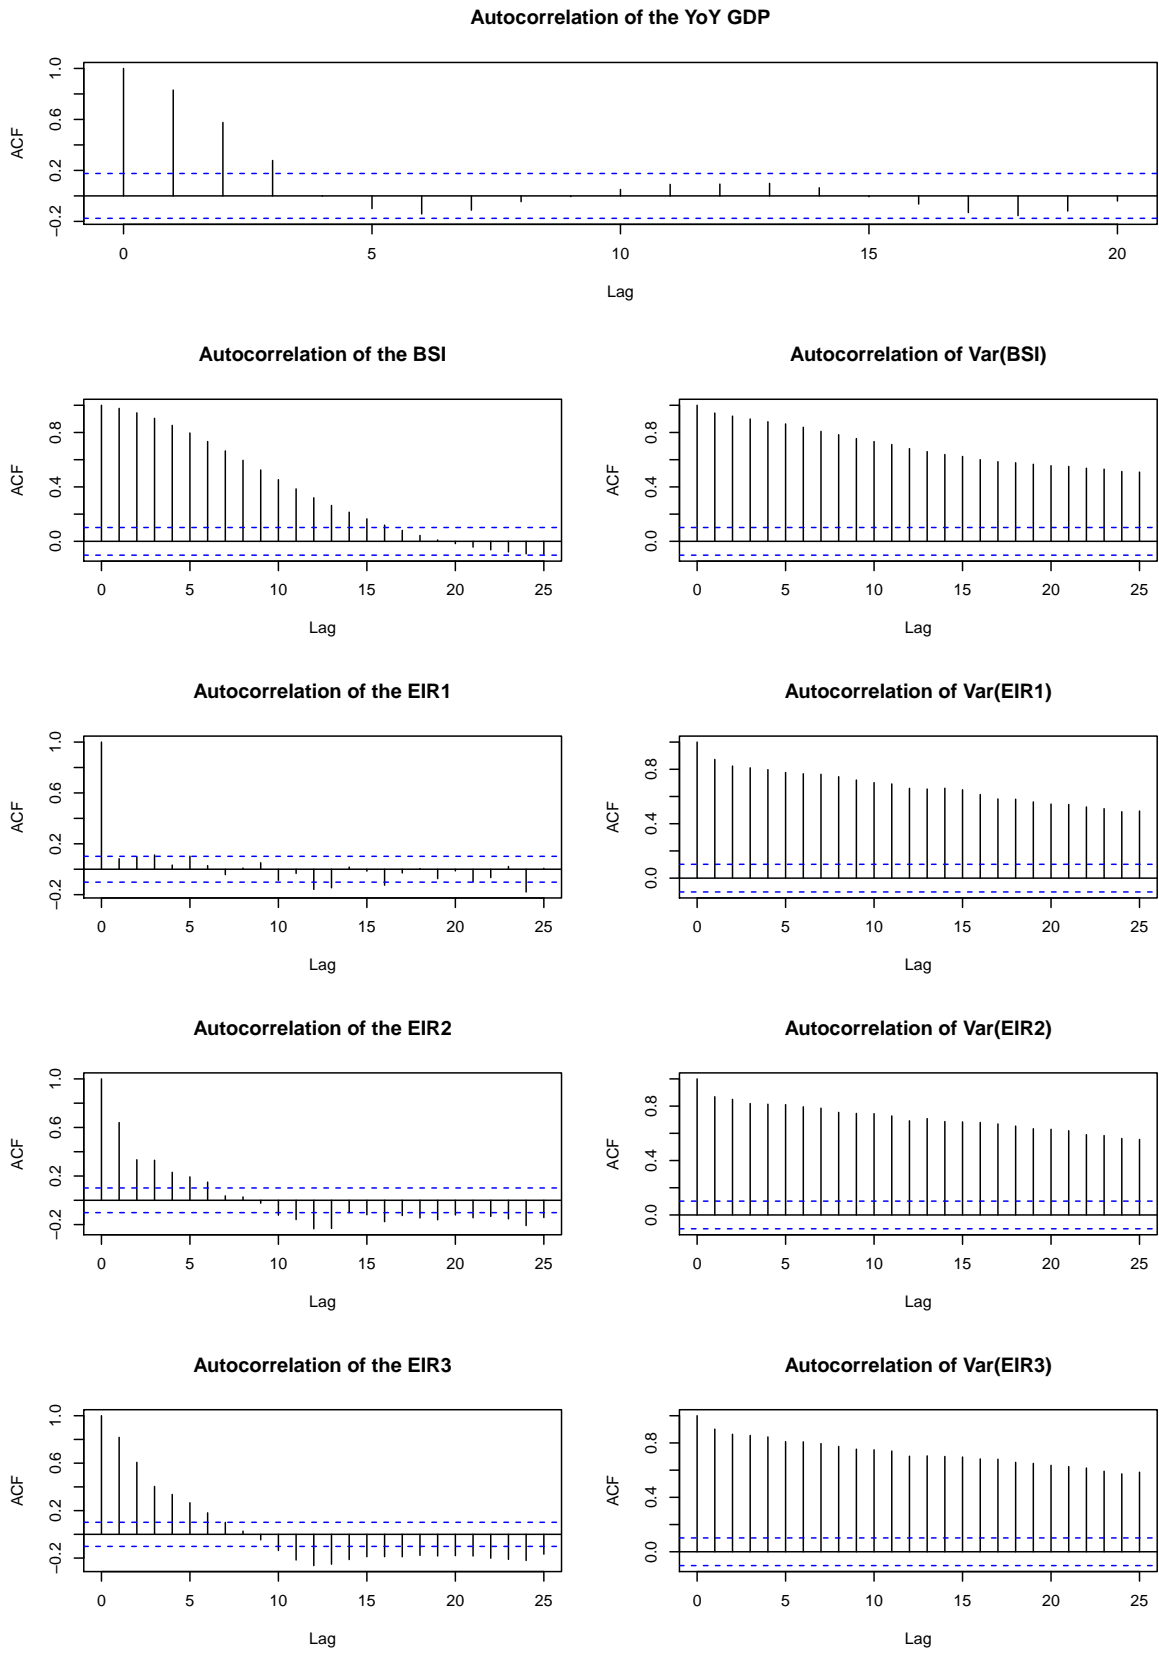 Autocorrelation of the YoY GDP
ACF
1.0
0.6
0.2
−0.2
0 5 10 15 20
Lag
Autocorrelation of the BSI
ACF
0.8
0.4
0.0
0 5 10 15 20 25
Lag
Autocorrelation of Var(BSI)
ACF
0.8
0.4
0.0
0 5 10 15 20 25
Lag
Autocorrelation of the EIR1
ACF
1.0
0.6
0.2
−0.2
0 5 10 15 20 25
Lag
Autocorrelation of Var(EIR1)
ACF
0.8
0.4
0.0
0 5 10 15 20 25
Lag
Autocorrelation of the EIR2
ACF
1.0
0.6
0.2
−0.2
0 5 10 15 20 25
Lag
Autocorrelation of Var(EIR2)
ACF
0.8
0.4
0.0
0 5 10 15 20 25
Lag
Autocorrelation of the EIR3
ACF
1.0
0.6
0.2
−0.2
0 5 10 15 20 25
Lag
Autocorrelation of Var(EIR3)
ACF
0.8
0.4
0.0
0 5 10 15 20 25
Lag